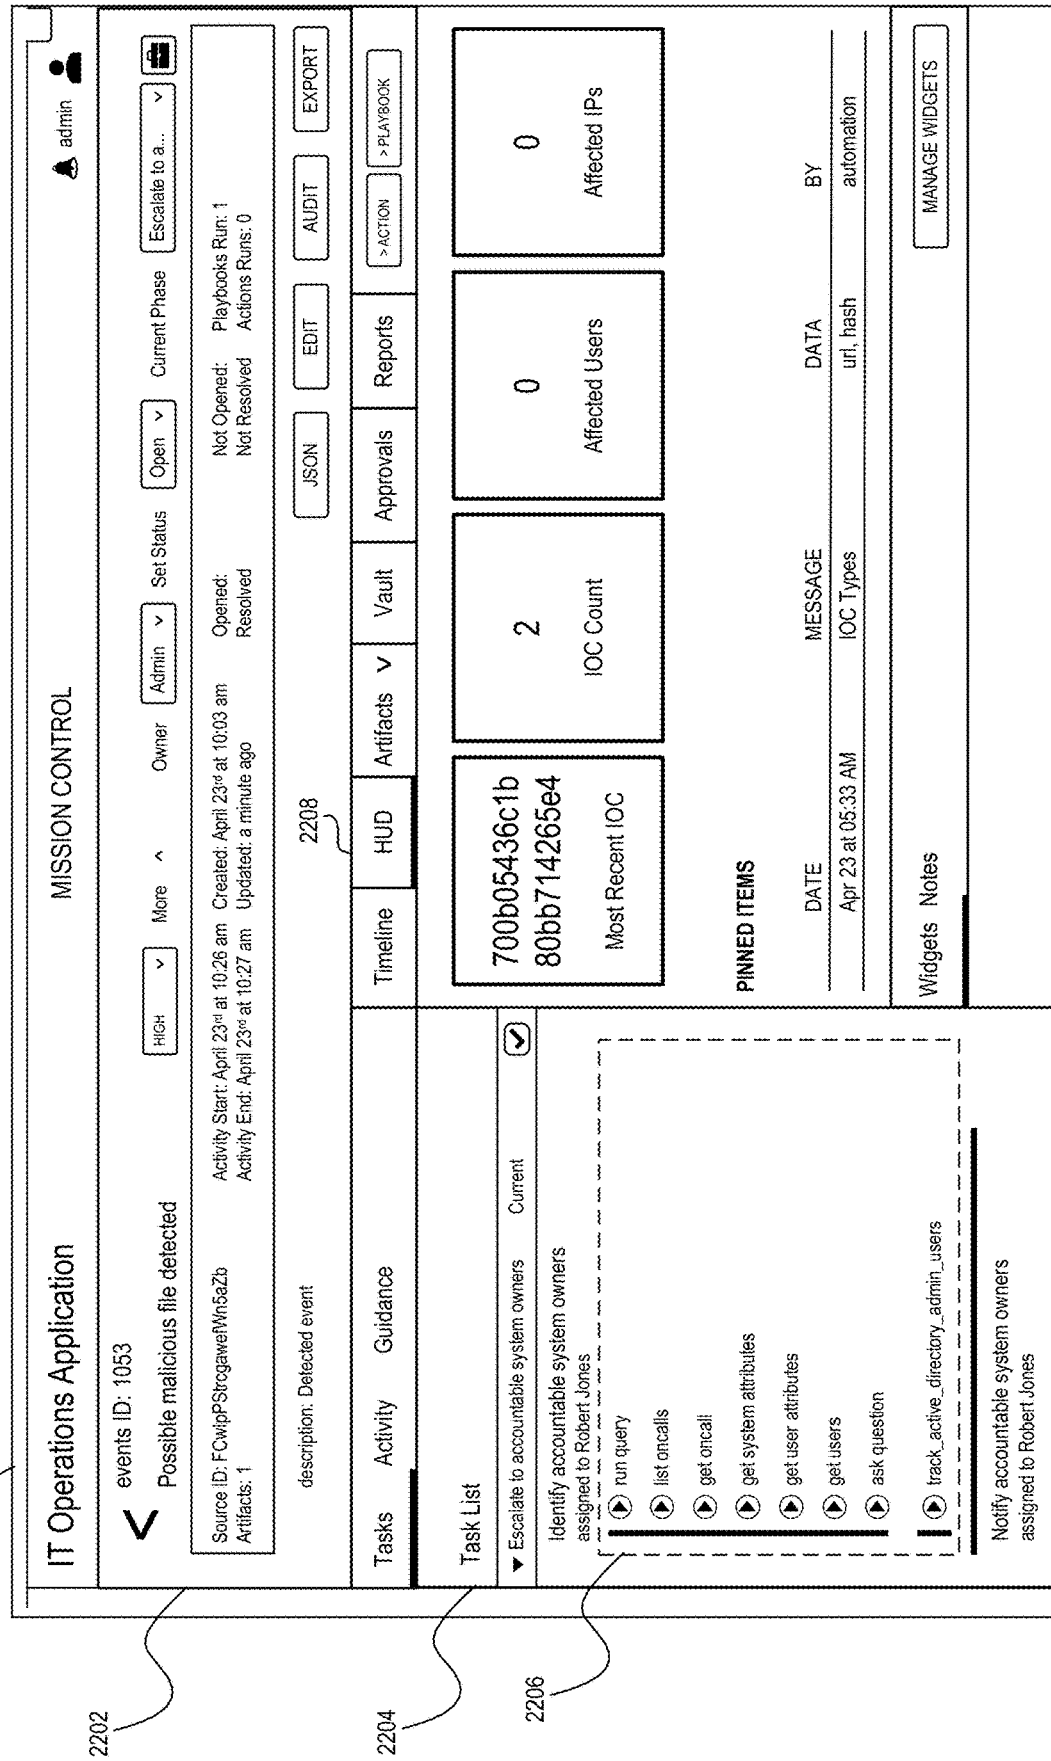 IT Operations Application
MISSION CONTROL
admin
events ID: 1053
Possible malicious file detected
HIGH
More
Owner
Admin
Set Status
Open
Current Phase
Escalate to a...
Activity Start: April 23rd at 10:26 am Created: April 23rd at 10:03 am
Opened:
Not Opened:
Playbooks Run: 1
Artifacts: 1
Activity End: April 23rd at 10:27 am Updated: a minute ago
Resolved
Not Resolved
Actions Runs: 0
description: Detected event
JSON
EDIT
AUDIT
EXPORT
2202
2208
Tasks
Activity
Guidance
Timeline
HUD
Artifacts
Vault
Approvals
Reports
> ACTION
> PLAYBOOK
2204
Task List
Escalate to accountable system owners
Current
Identify accountable system owners
assigned to Robert Jones
run query
list oncalls
get oncall
get system attributes
get user attributes
get users
ask question
track_active_directory_admin_users
2206
Notify accountable system owners
assigned to Robert Jones
700b05436c1b
80bb714265e4
Most Recent IOC
2
IOC Count
0
Affected Users
0
Affected IPs
PINNED ITEMS
DATE
MESSAGE
DATA
BY
Apr 23 at 05:33 AM
IOC Types
url, hash
automation
Widgets
Notes
MANAGE WIDGETS